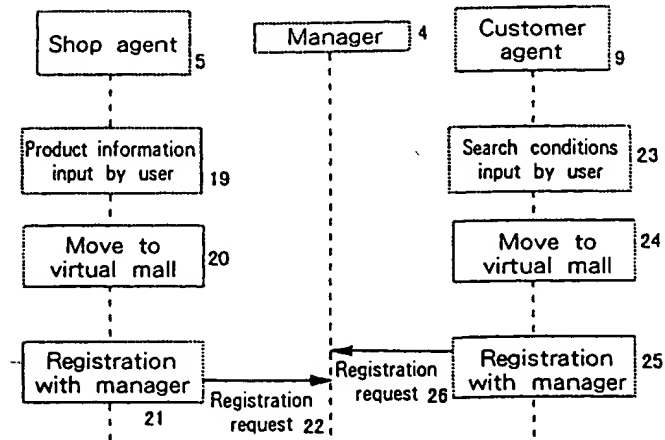 Shop agent
5
Manager
4
Customer
agent
9
Product information
input by user
19
Search conditions
input by user
23
Move to
virtual mall
20
Move to
virtual mall
24
Registration
with manager
21
Registration
request 22
Registration
request 26
Registration
with manager
25